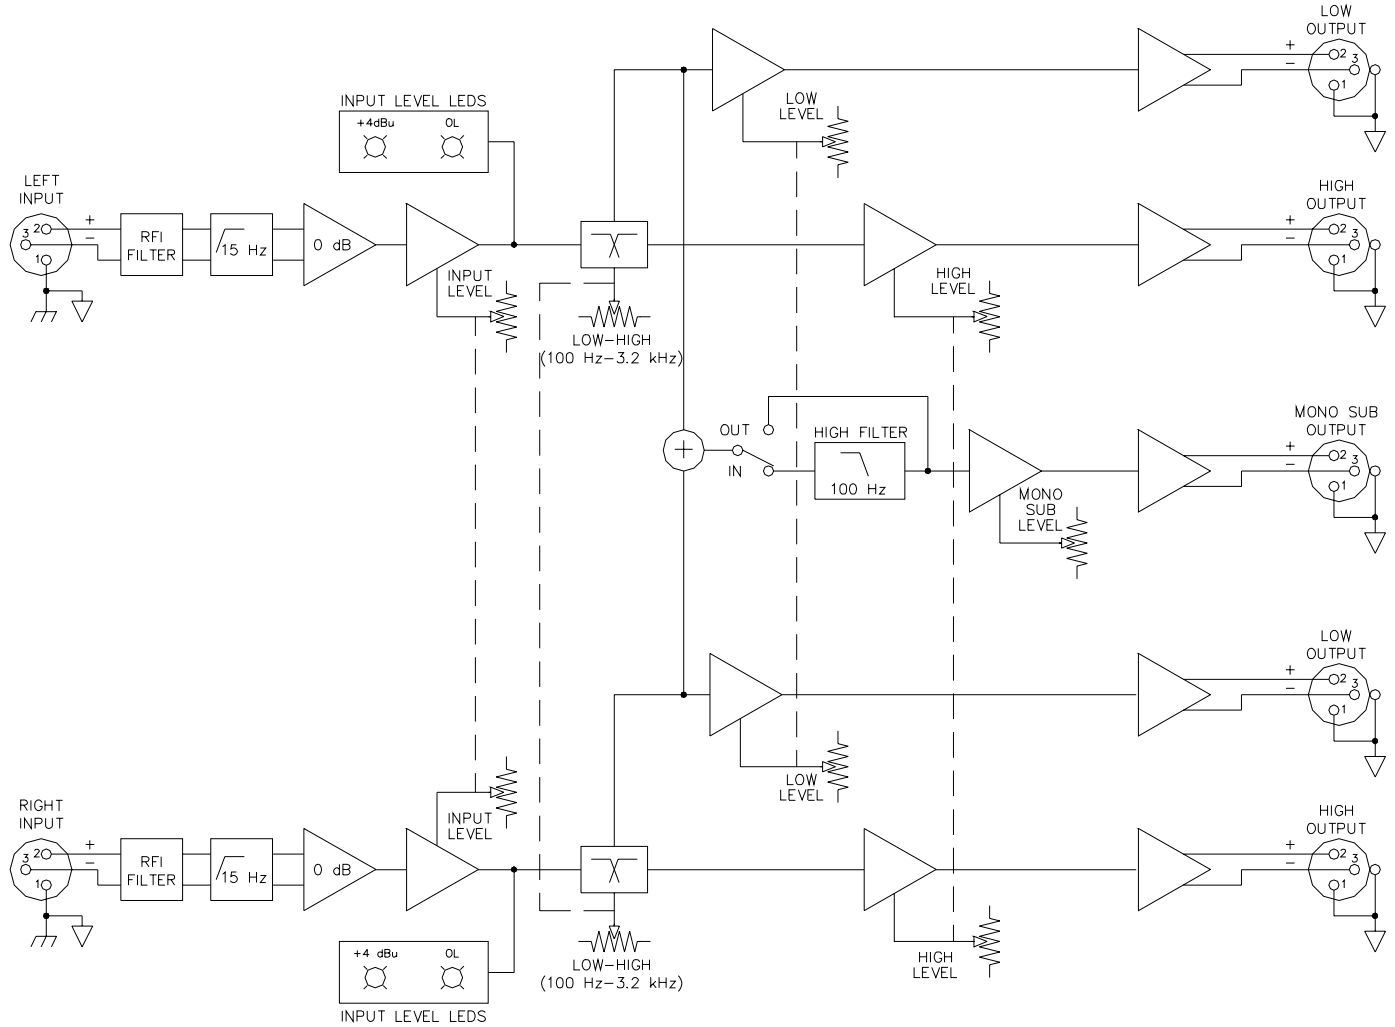 LOW
OUTPUT
+
−
2
3
1
INPUT LEVEL LEDS
+4dBu
OL
LOW
LEVEL
LEFT
INPUT
+
−
2
3
1
RFI
FILTER
15 Hz
0 dB
INPUT
LEVEL
LOW−HIGH
(100 Hz−3.2 kHz)
HIGH
LEVEL
HIGH
OUTPUT
+
−
2
3
1
OUT
IN
+
HIGH FILTER
100 Hz
MONO
SUB
LEVEL
MONO SUB
OUTPUT
+
−
2
3
1
LOW
LEVEL
LOW
OUTPUT
+
−
2
3
1
RIGHT
INPUT
+
−
2
3
1
RFI
FILTER
15 Hz
0 dB
INPUT
LEVEL
+4 dBu
OL
INPUT LEVEL LEDS
LOW−HIGH
(100 Hz−3.2 kHz)
HIGH
LEVEL
HIGH
OUTPUT
+
−
2
3
1